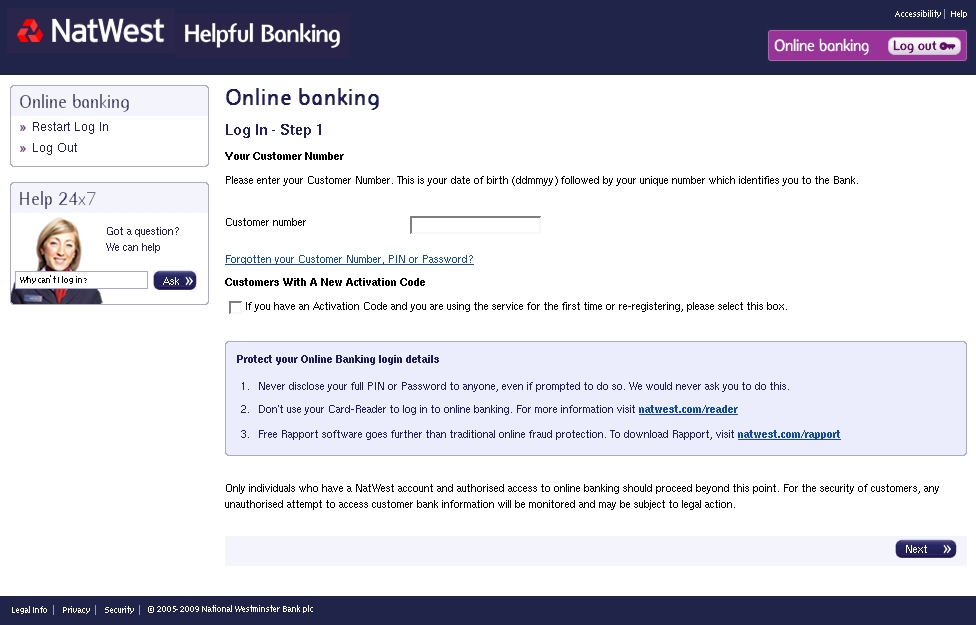 NatWest Helpful Banking
Accessibility | Help
Online banking Log out
Online banking
» Restart Log In
» Log Out
Help 24x7
Got a question?
We can help
Why can't I log in?
Ask »
Online banking
Log In - Step 1
Your Customer Number
Please enter your Customer Number. This is your date of birth (ddmmyy) followed by your unique number which identifies you to the Bank.
Customer number
Forgotten your Customer Number, PIN or Password?
Customers With A New Activation Code
If you have an Activation Code and you are using the service for the first time or re-registering, please select this box.
Protect your Online Banking login details
1. Never disclose your full PIN or Password to anyone, even if prompted to do so. We would never ask you to do this.
2. Don't use your Card-Reader to log in to online banking. For more information visit natwest.com/reader
3. Free Rapport software goes further than traditional online fraud protection. To download Rapport, visit natwest.com/rapport
Only individuals who have a NatWest account and authorised access to online banking should proceed beyond this point. For the security of customers, any
unauthorised attempt to access customer bank information will be monitored and may be subject to legal action.
Next »
Legal Info | Privacy | Security | © 2005-2009 National Westminster Bank plc